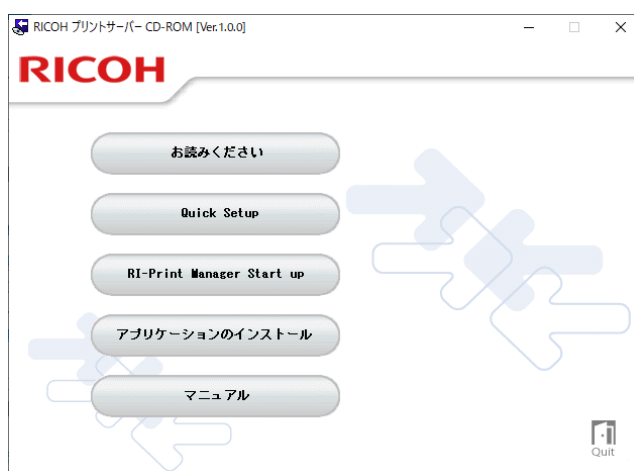 RICOH プリントサーバー CD-ROM [Ver.1.0.0]
RICOH
お読みください
Quick Setup
RI-Print Manager Start up
アプリケーションのインストール
マニュアル
Quit